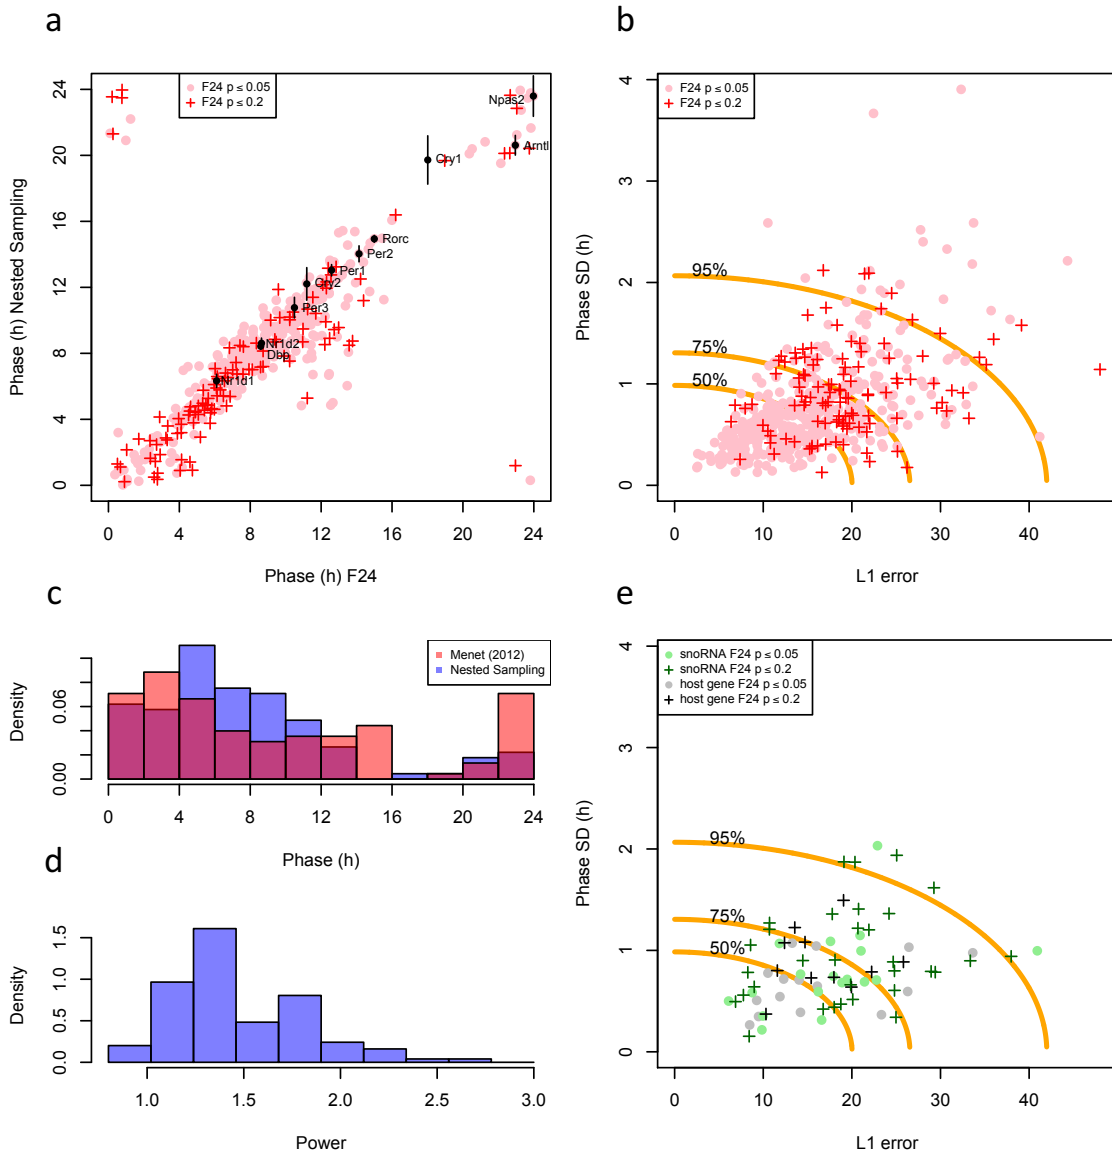 a
F24 p ≤ 0.05
F24 p ≤ 0.2
Npas2
Arntl
Cry1
Rorc
Per2
Per1
Cry2
Per3
Nr1d2
Dbp
Nr1d1
0 4 8 12 16 20 24
0 4 8 12 16 20 24
Phase (h) Nested Sampling
Phase (h) F24
b
F24 p ≤ 0.05
F24 p ≤ 0.2
95%
75%
50%
0 1 2 3 4
0 10 20 30 40
Phase SD (h)
L1 error
c
Menet (2012)
Nested Sampling
0.00 0.06
0 4 8 12 16 20 24
Density
Phase (h)
d
0.0 0.5 1.0 1.5
1.0 1.5 2.0 2.5 3.0
Density
Power
e
snoRNA F24 p ≤ 0.05
snoRNA F24 p ≤ 0.2
host gene F24 p ≤ 0.05
host gene F24 p ≤ 0.2
95%
75%
50%
0 1 2 3 4
0 10 20 30 40
Phase SD (h)
L1 error